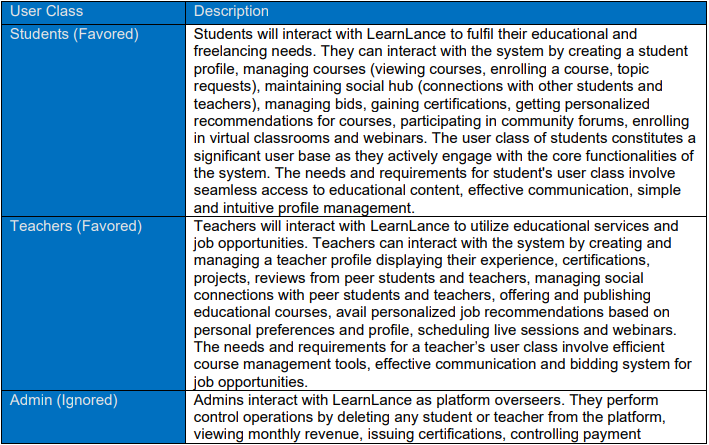 User Class Description
Students (Favored) Students will interact with LearnLance to fulfil their educational and
freelancing needs. They can interact with the system by creating a student
profile, managing courses (viewing courses, enrolling a course, topic
requests), maintaining social hub (connections with other students and
teachers), managing bids, gaining certifications, getting personalized
recommendations for courses, participating in community forums, enrolling
in virtual classrooms and webinars. The user class of students constitutes a
significant user base as they actively engage with the core functionalities of
the system. The needs and requirements for student's user class involve
seamless access to educational content, effective communication, simple
and intuitive profile management.
Teachers (Favored) Teachers will interact with LearnLance to utilize educational services and
job opportunities. Teachers can interact with the system by creating and
managing a teacher profile displaying their experience, certifications,
projects, reviews from peer students and teachers, managing social
connections with peer students and teachers, offering and publishing
educational courses, avail personalized job recommendations based on
personal preferences and profile, scheduling live sessions and webinars.
The needs and requirements for a teacher’s user class involve efficient
course management tools, effective communication and bidding system for
job opportunities.
Admin (Ignored) Admins interact with LearnLance as platform overseers. They perform
control operations by deleting any student or teacher from the platform,
viewing monthly revenue, issuing certifications, controlling payment